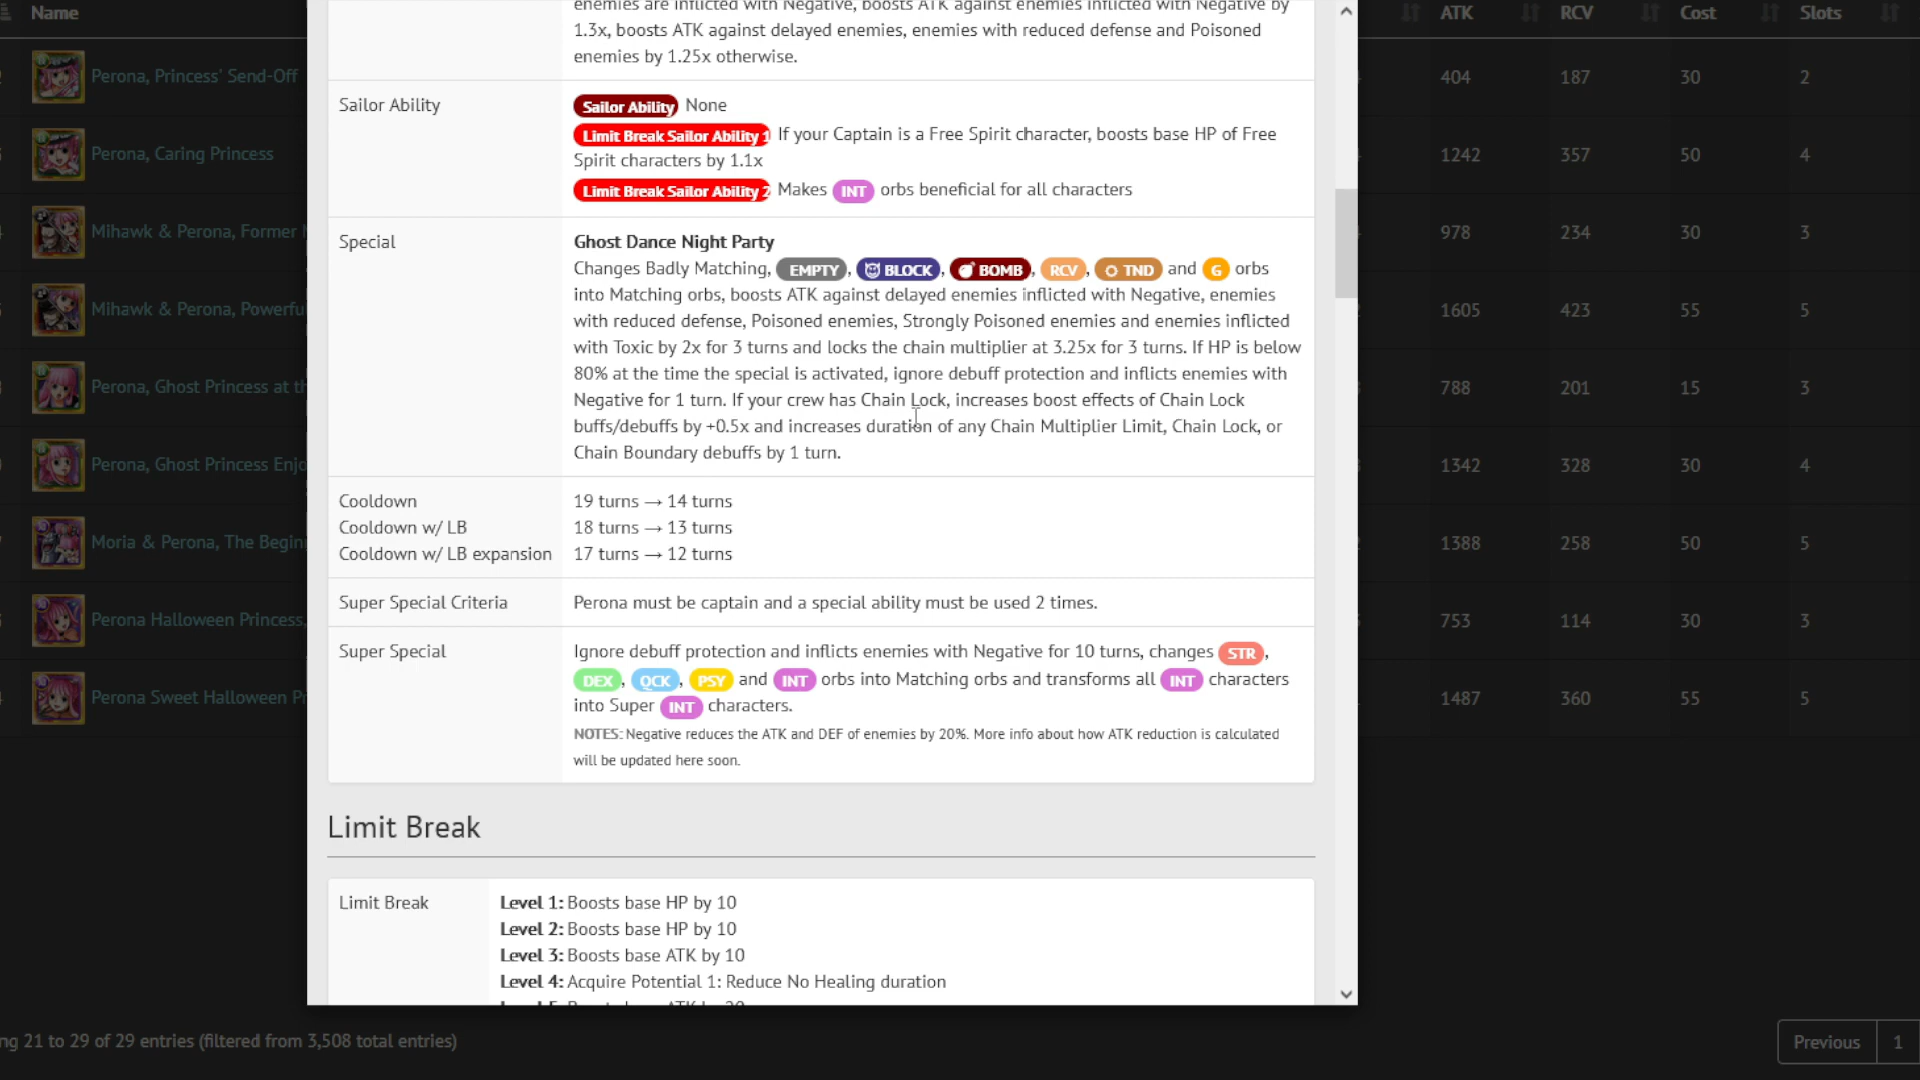 Name
ATK
RCV
Cost
Slots
enemies are inflicted with Negative, boosts ATK against enemies inflicted with Negative by
1.3x, boosts ATK against delayed enemies, enemies with reduced defense and Poisoned
enemies by 1.25x otherwise.
Sailor Ability
Sailor Ability None
Limit Break Sailor Ability 1 If your Captain is a Free Spirit character, boosts base HP of Free
Spirit characters by 1.1x
Limit Break Sailor Ability 2 Makes INT orbs beneficial for all characters
Special
Ghost Dance Night Party
Changes Badly Matching, EMPTY, BLOCK, BOMB, RCV, TND and G orbs
into Matching orbs, boosts ATK against delayed enemies inflicted with Negative, enemies
with reduced defense, Poisoned enemies, Strongly Poisoned enemies and enemies inflicted
with Toxic by 2x for 3 turns and locks the chain multiplier at 3.25x for 3 turns. If HP is below
80% at the time the special is activated, ignore debuff protection and inflicts enemies with
Negative for 1 turn. If your crew has Chain Lock, increases boost effects of Chain Lock
buffs/debuffs by +0.5x and increases duration of any Chain Multiplier Limit, Chain Lock, or
Chain Boundary debuffs by 1 turn.
Cooldown 19 turns → 14 turns
Cooldown w/ LB 18 turns → 13 turns
Cooldown w/ LB expansion 17 turns → 12 turns
Super Special Criteria Perona must be captain and a special ability must be used 2 times.
Super Special
Ignore debuff protection and inflicts enemies with Negative for 10 turns, changes STR,
DEX, QCK, PSY and INT orbs into Matching orbs and transforms all INT characters
into Super INT characters.
NOTES: Negative reduces the ATK and DEF of enemies by 20%. More info about how ATK reduction is calculated
will be updated here soon.
Limit Break
Limit Break
Level 1: Boosts base HP by 10
Level 2: Boosts base HP by 10
Level 3: Boosts base ATK by 10
Level 4: Acquire Potential 1: Reduce No Healing duration
Perona, Princess' Send-Off 404 187 30 2
Perona, Caring Princess 1242 357 50 4
Mihawk & Perona, Former 978 234 30 3
Mihawk & Perona, Powerfu 1605 423 55 5
Perona, Ghost Princess at th 788 201 15 3
Perona, Ghost Princess Enjo 1342 328 30 4
Moria & Perona, The Begin 1388 258 50 5
Perona Halloween Princess, 753 114 30 3
Perona Sweet Halloween Pr 1487 360 55 5
ng 21 to 29 of 29 entries (filtered from 3,508 total entries)
Previous 1